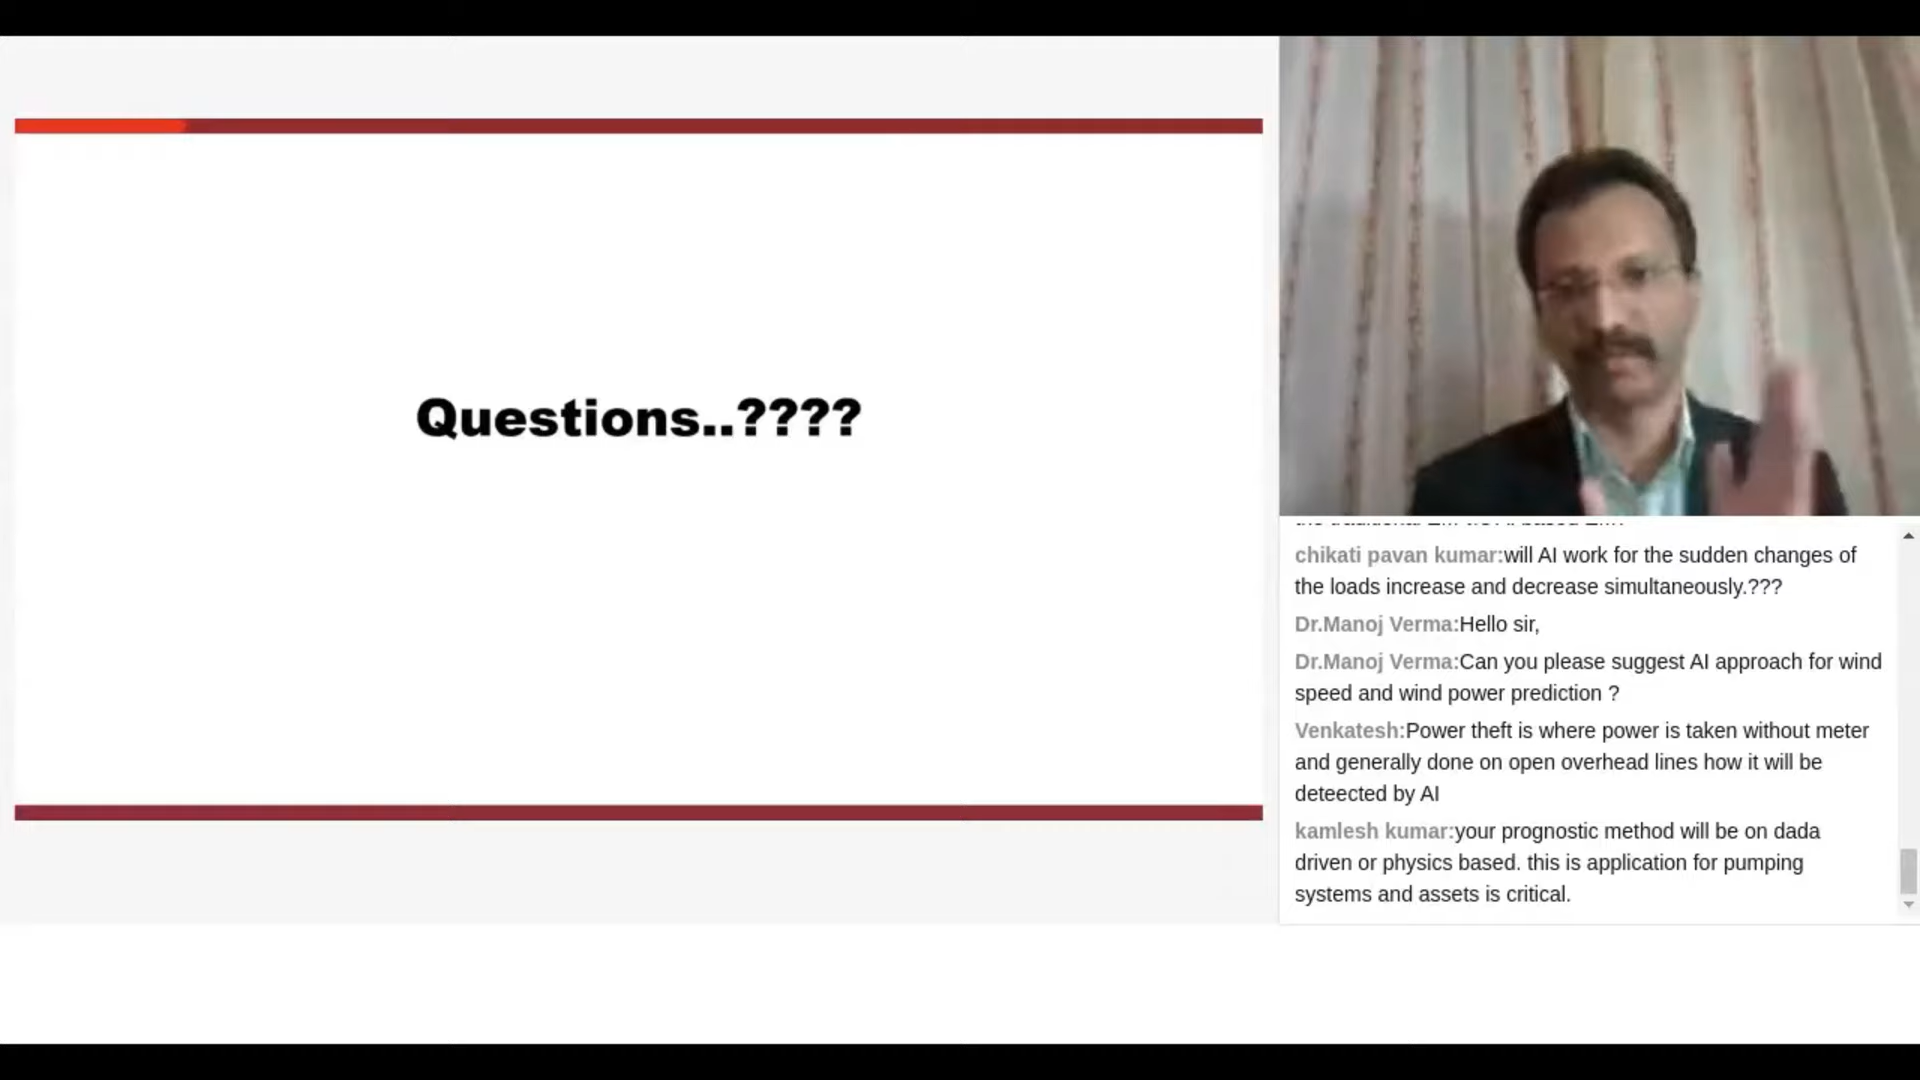 Questions..????
chikati pavan kumar:will AI work for the sudden changes of
the loads increase and decrease simultaneously.???
Dr.Manoj Verma:Hello sir,
Dr.Manoj Verma:Can you please suggest AI approach for wind
speed and wind power prediction ?
Venkatesh:Power theft is where power is taken without meter
and generally done on open overhead lines how it will be
deteected by AI
kamlesh kumar:your prognostic method will be on dada
driven or physics based. this is application for pumping
systems and assets is critical.